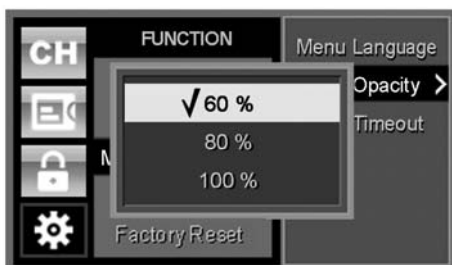 CH
FUNCTION
Menu Language
Opacity >
Timeout
✓ 60 %
80 %
100 %
M
Factory Reset